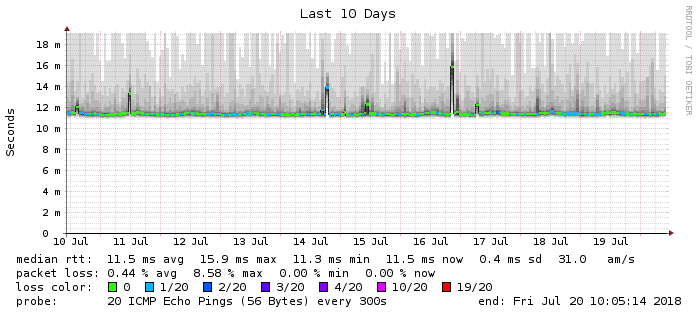 Last 10 Days
RRDTOOL / TOBI OETIKER
Seconds
18 m
16 m
14 m
12 m
10 m
8 m
6 m
4 m
2 m
0
10 Jul 11 Jul 12 Jul 13 Jul 14 Jul 15 Jul 16 Jul 17 Jul 18 Jul 19 Jul
median rtt: 11.5 ms avg 15.9 ms max 11.3 ms min 11.5 ms now 0.4 ms sd 31.0 am/s
packet loss: 0.44 % avg 8.58 % max 0.00 % min 0.00 % now
loss color: 0 1/20 2/20 3/20 4/20 10/20 19/20
probe: 20 ICMP Echo Pings (56 Bytes) every 300s end: Fri Jul 20 10:05:14 2018